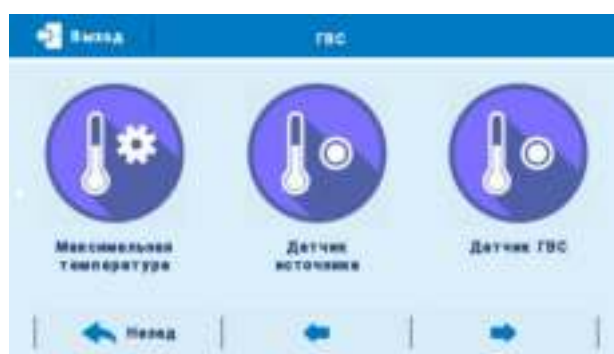 Выход
ГВС
Максимальная
температура
Датчик
источника
Датчик ГВС
Назад